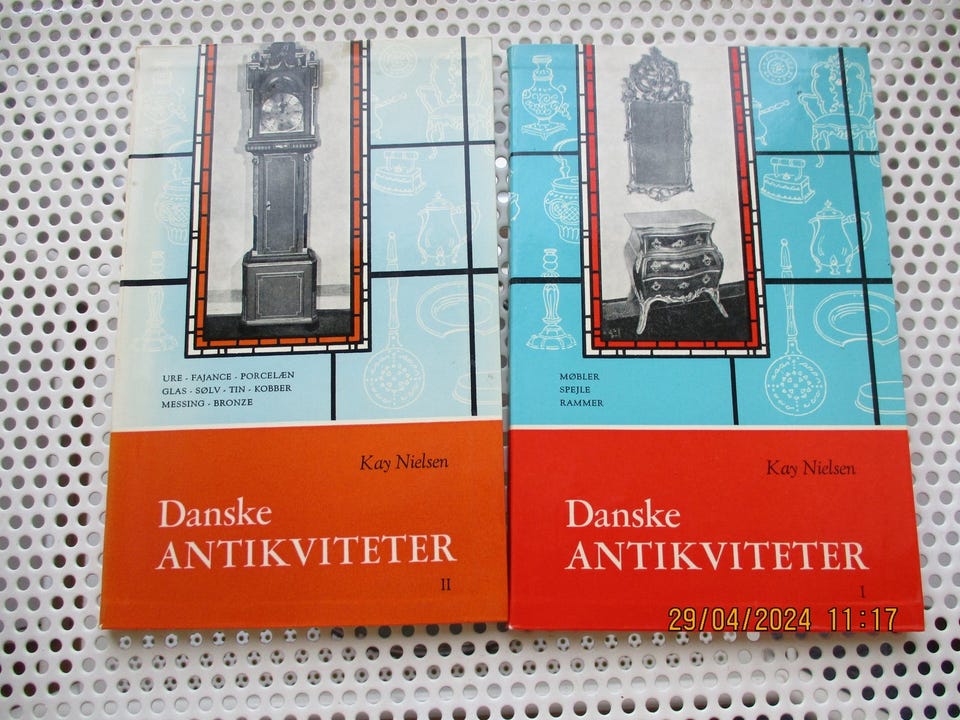 URE - FAJANCE - PORCELÆN
GLAS - SØLV - TIN - KOBBER
MESSING - BRONZE
Kay Nielsen
Danske
ANTIKVITETER
II
MØBLER
SPEJLE
RAMMER
Kay Nielsen
Danske
ANTIKVITETER
I
29/04/2024 11:17